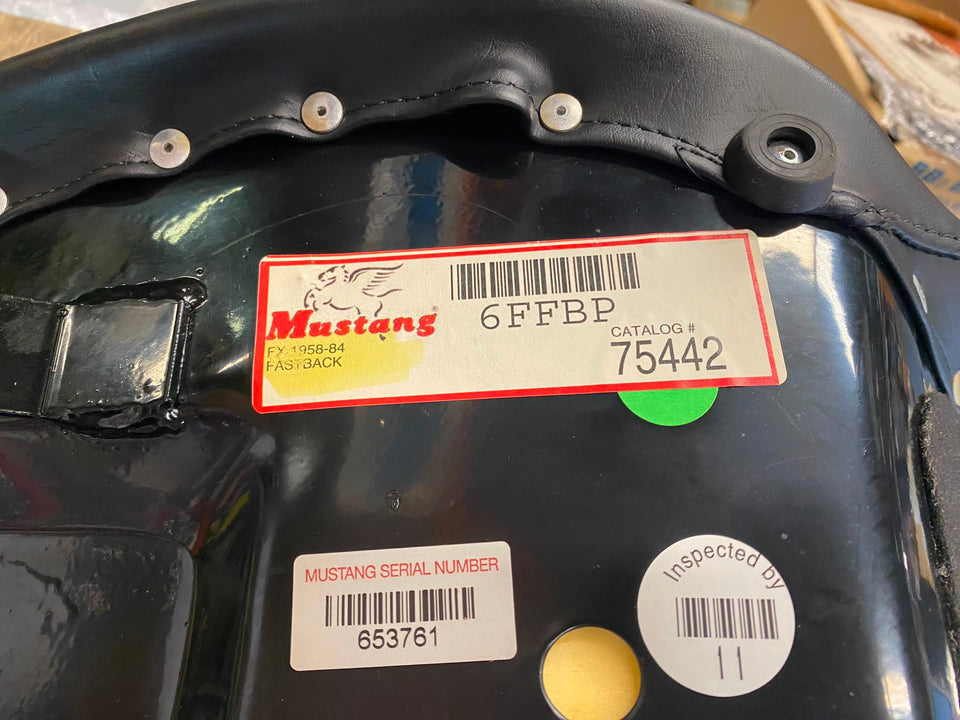 Mustang
FX 1958-84
FASTBACK
6FFBP
CATALOG #
75442
MUSTANG SERIAL NUMBER
653761
Inspected by
11